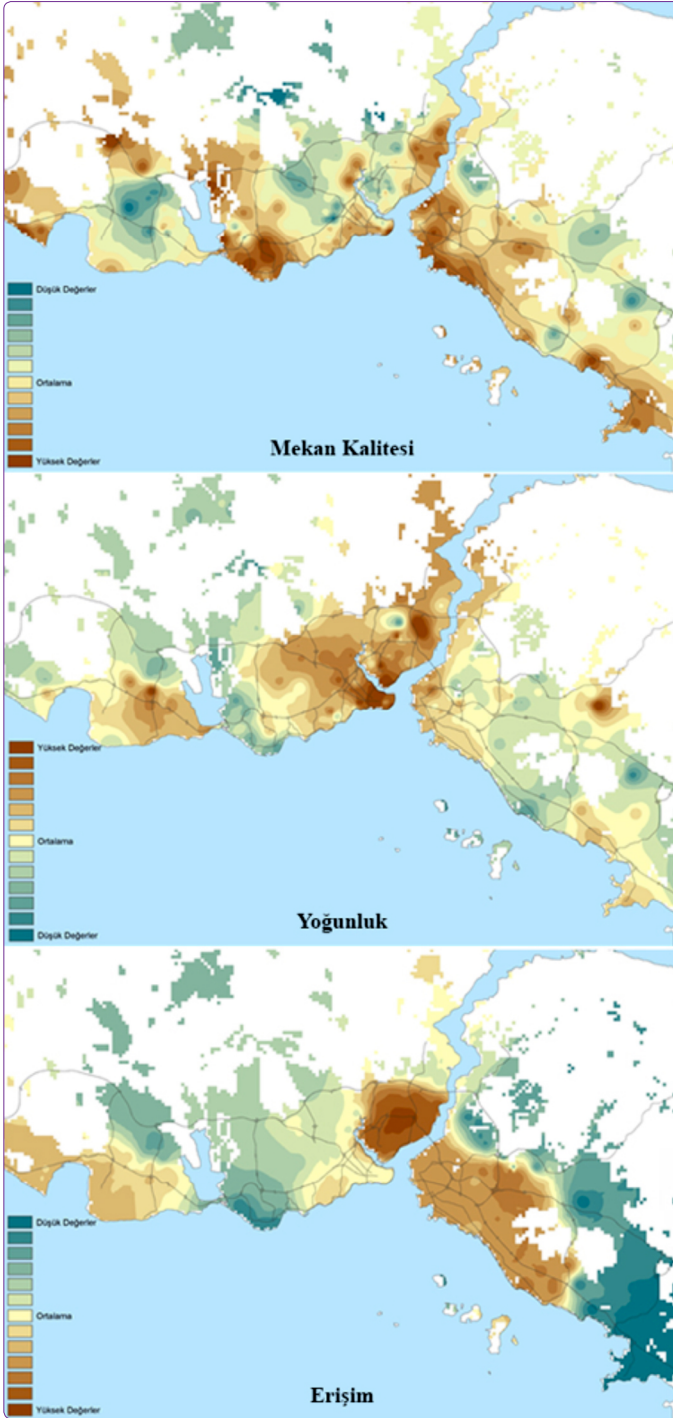 Düşük Değerler
Ortalama
Yüksek Değerler
Mekan Kalitesi
Yüksek Değerler
Ortalama
Düşük Değerler
Yoğunluk
Düşük Değerler
Ortalama
Yüksek Değerler
Erişim